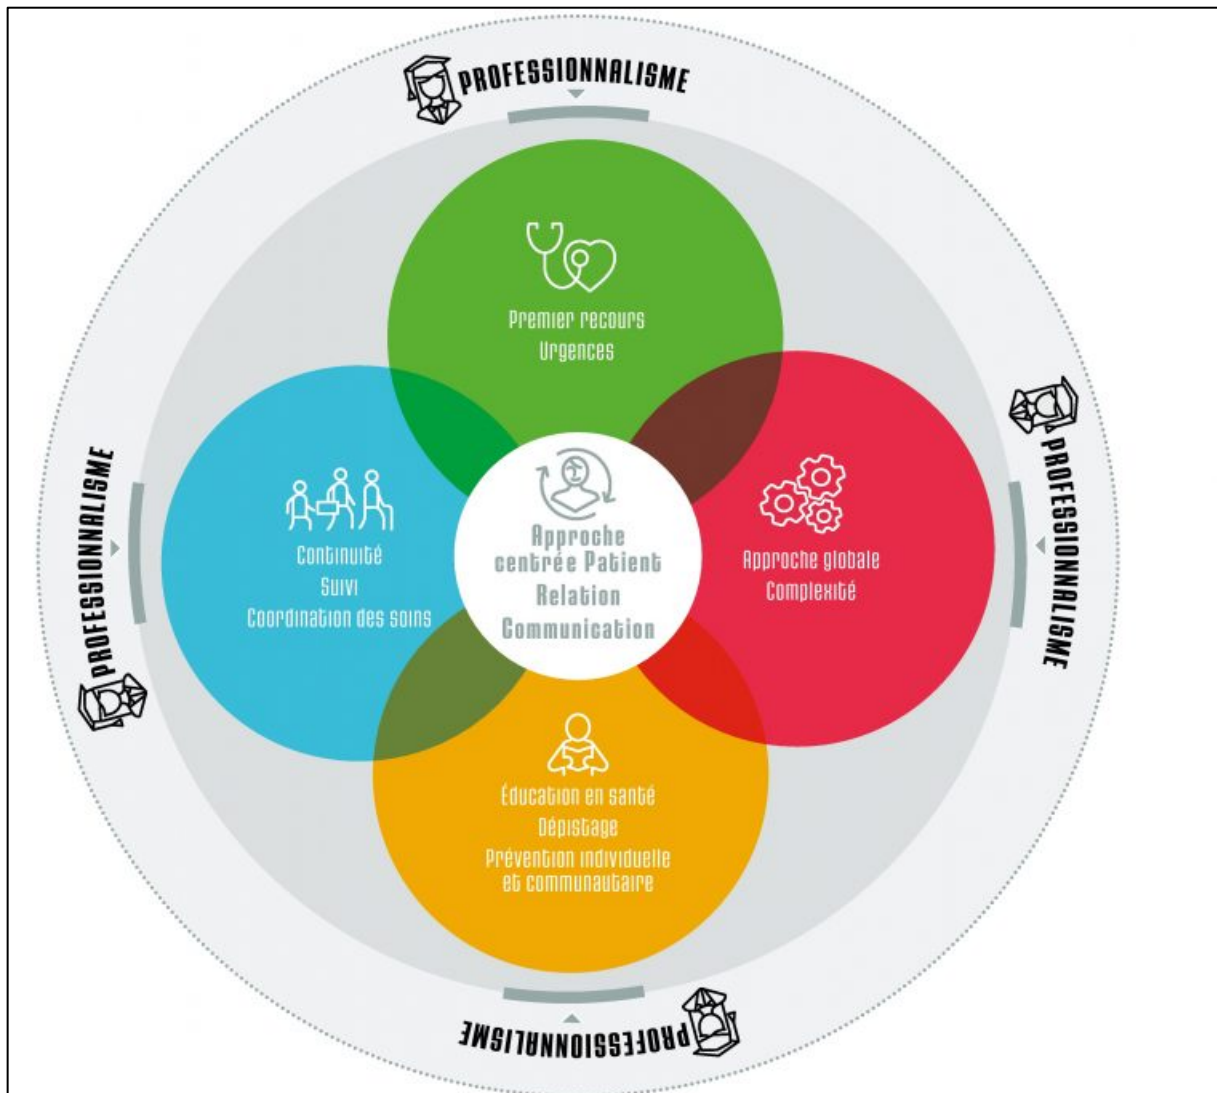 PROFESSIONNALISME
Premier recours
Urgences
PROFESSIONNALISME
Continuité
Suivi
Coordination des soins
Approche
centrée Patient
Relation
Communication
Approche globale
Complexité
PROFESSIONNALISME
Éducation en santé
Dépistage
Prévention individuelle
et communautaire
PROFESSIONNALISME